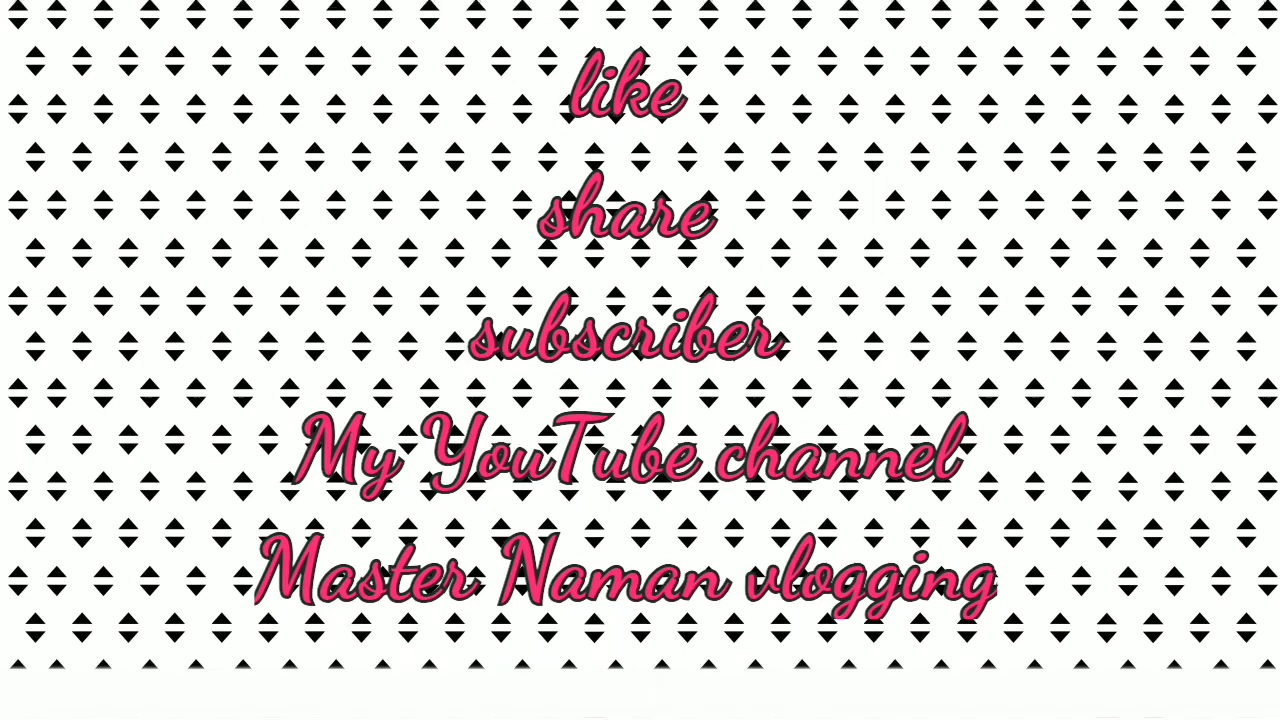 like
share
subscriber
My YouTube channel
Master Naman vlogging